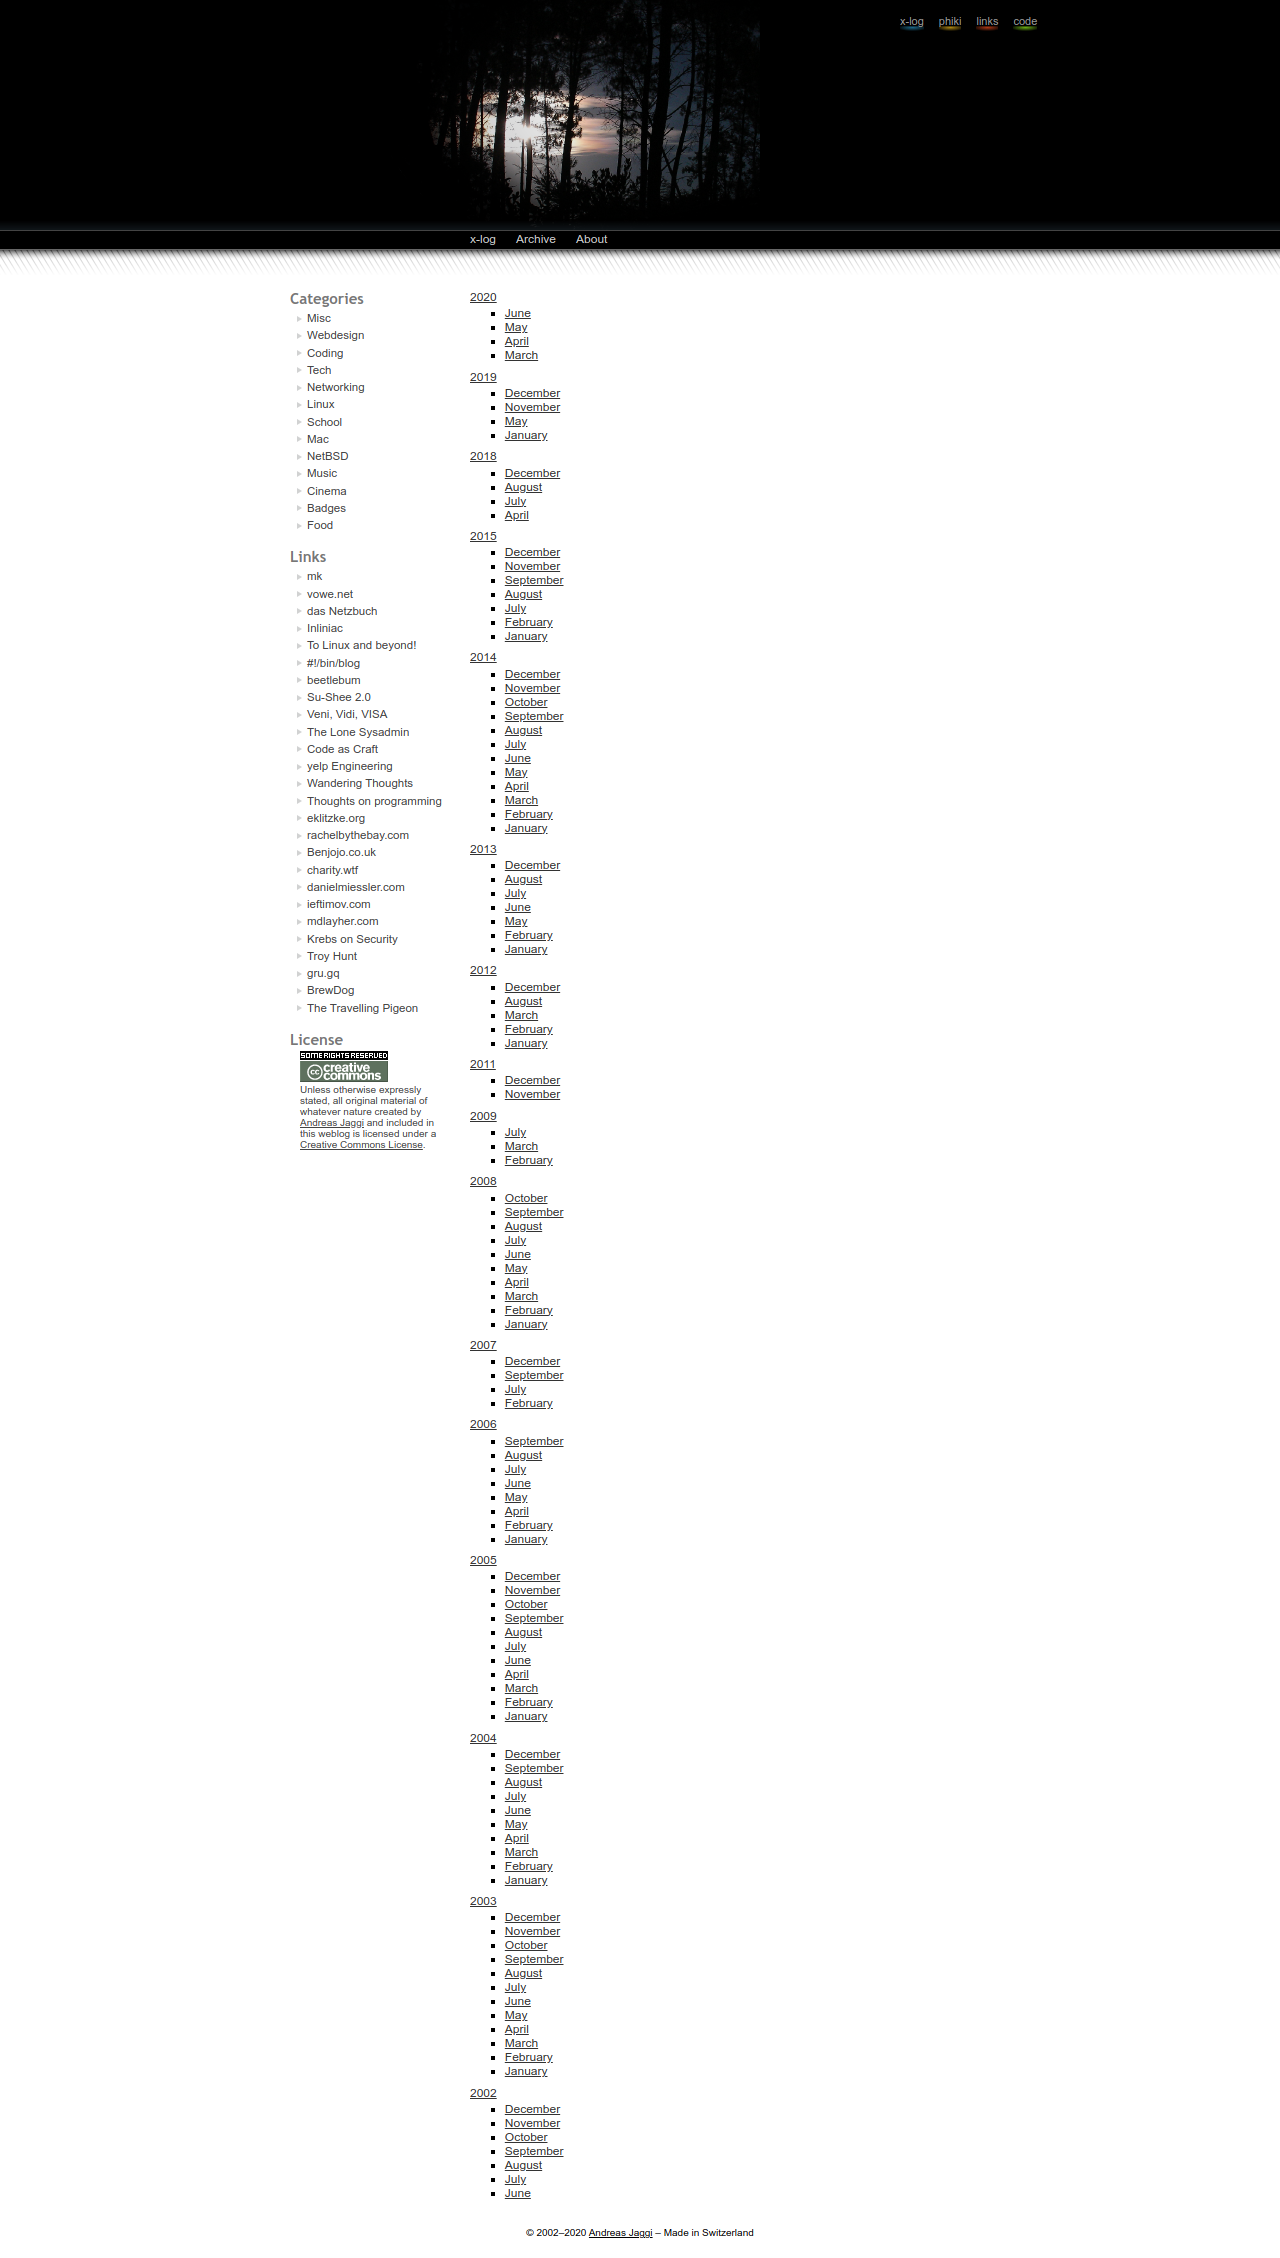 x-log phiki links code
x-log Archive About
Categories
Misc
Webdesign
Coding
Tech
Networking
Linux
School
Mac
NetBSD
Music
Cinema
Badges
Food
Links
mk
vowe.net
das Netzbuch
Inliniac
To Linux and beyond!
#!/bin/blog
beetlebum
Su-Shee 2.0
Veni, Vidi, VISA
The Lone Sysadmin
Code as Craft
yelp Engineering
Wandering Thoughts
Thoughts on programming
eklitzke.org
rachelbythebay.com
Benjojo.co.uk
charity.wtf
danielmiessler.com
ieftimov.com
mdlayher.com
Krebs on Security
Troy Hunt
gru.gq
BrewDog
The Travelling Pigeon
License
SOME RIGHTS RESERVED
cc creative commons
Unless otherwise expressly
stated, all original material of
whatever nature created by
Andreas Jaggi and included in
this weblog is licensed under a
Creative Commons License.
2020
June
May
April
March
2019
December
November
May
January
2018
December
August
July
April
2015
December
November
September
August
July
February
January
2014
December
November
October
September
August
July
June
May
April
March
February
January
2013
December
August
July
June
May
February
January
2012
December
August
March
February
January
2011
December
November
2009
July
March
February
2008
October
September
August
July
June
May
April
March
February
January
2007
December
September
July
February
2006
September
August
July
June
May
April
February
January
2005
December
November
October
September
August
July
June
April
March
February
January
2004
December
September
August
July
June
May
April
March
February
January
2003
December
November
October
September
August
July
June
May
April
March
February
January
2002
December
November
October
September
August
July
June
© 2002–2020 Andreas Jaggi – Made in Switzerland